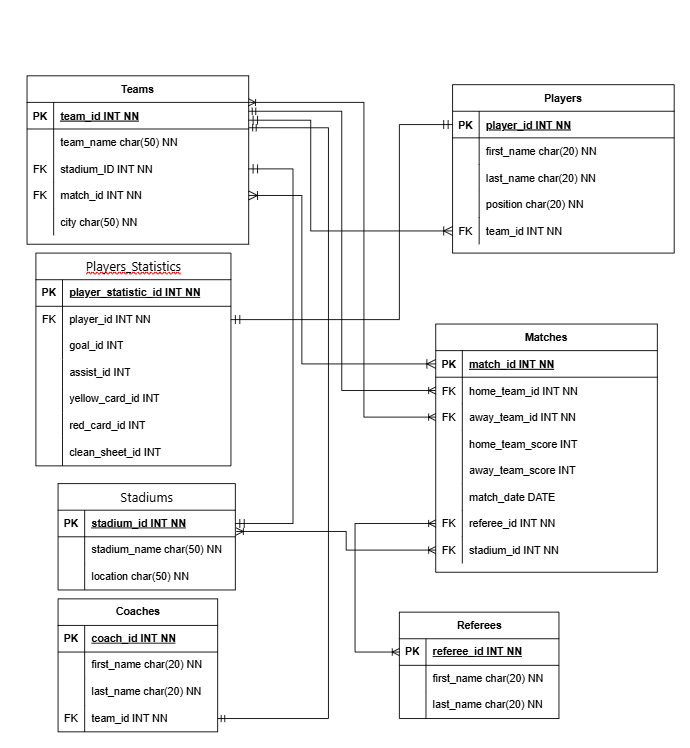 Teams
PK team_id INT NN
team_name char(50) NN
FK stadium_ID INT NN
FK match_id INT NN
city char(50) NN
Players
PK player_id INT NN
first_name char(20) NN
last_name char(20) NN
position char(20) NN
FK team_id INT NN
Players_Statistics
PK player_statistic_id INT NN
FK player_id INT NN
goal_id INT
assist_id INT
yellow_card_id INT
red_card_id INT
clean_sheet_id INT
Matches
PK match_id INT NN
FK home_team_id INT NN
FK away_team_id INT NN
home_team_score INT
away_team_score INT
match_date DATE
FK referee_id INT NN
FK stadium_id INT NN
Stadiums
PK stadium_id INT NN
stadium_name char(50) NN
location char(50) NN
Coaches
PK coach_id INT NN
first_name char(20) NN
last_name char(20) NN
FK team_id INT NN
Referees
PK referee_id INT NN
first_name char(20) NN
last_name char(20) NN